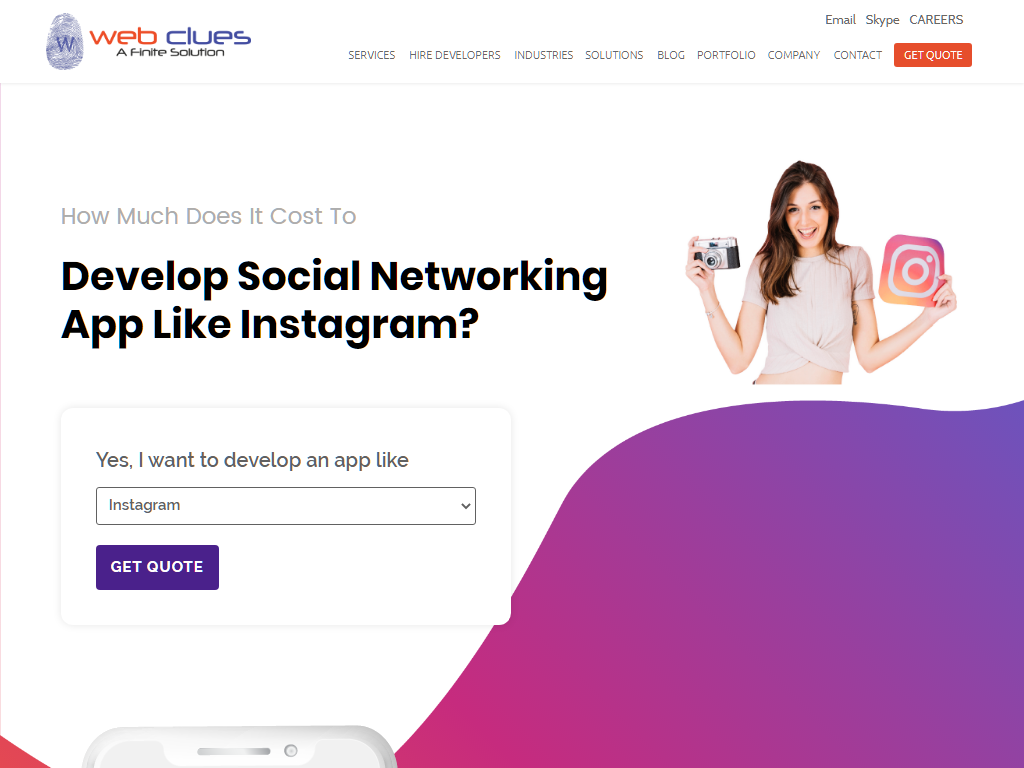 Email Skype CAREERS
W web clues
A Finite Solution
SERVICES HIRE DEVELOPERS INDUSTRIES SOLUTIONS BLOG PORTFOLIO COMPANY CONTACT GET QUOTE
How Much Does It Cost To
Develop Social Networking
App Like Instagram?
Yes, I want to develop an app like
Instagram
GET QUOTE